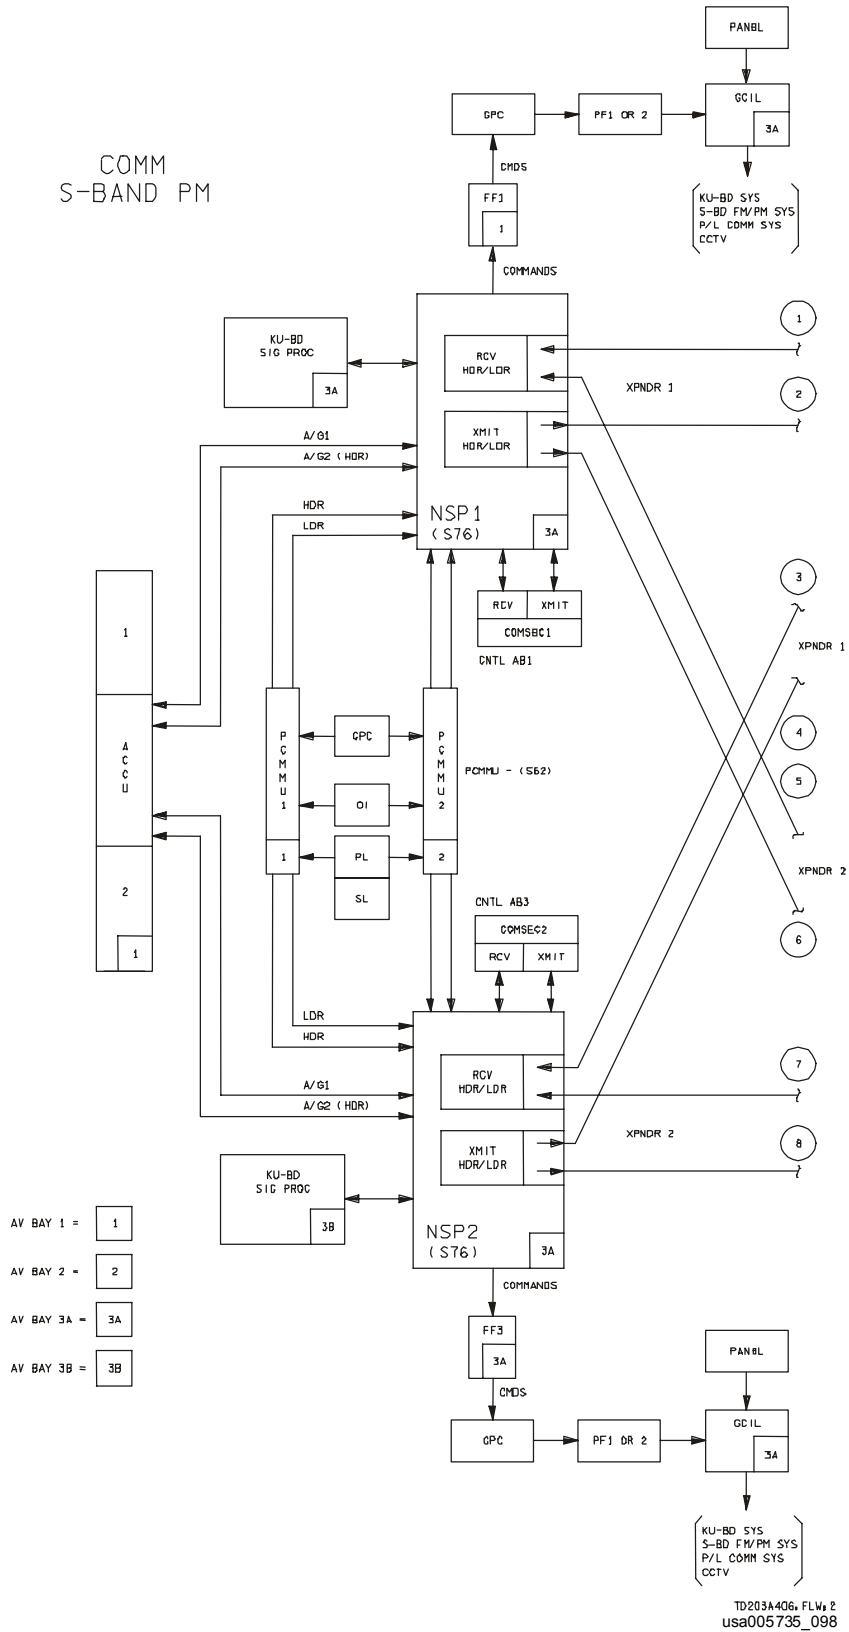 PANEL
GPC
PF1 OR 2
GCIL
3A
COMM
S-BAND PM
CMDS
FF1
1
KU-BD SYS
S-BD FM/PM SYS
P/L COMM SYS
CCTV
COMMANDS
KU-BD
SIG PROC
3A
RCV
HDR/LDR
1
XPNDR 1
2
XMIT
HDR/LDR
A/G1
A/G2 (HDR)
HDR
LDR
NSP1
(S76)
3A
RCV
XMIT
COMSEC1
CNTL AB1
3
XPNDR 1
1
ACCU
2
1
PCMMU
1
1
GPC
OI
PL
SL
PCMMU
2
2
PCMMU - (S62)
4
5
XPNDR 2
6
CNTL AB3
COMSEC2
RCV
XMIT
LDR
HDR
A/G1
A/G2 (HDR)
RCV
HDR/LDR
7
XPNDR 2
8
XMIT
HDR/LDR
KU-BD
SIG PROC
3B
NSP2
(S76)
3A
AV BAY 1 = 1
AV BAY 2 = 2
AV BAY 3A = 3A
AV BAY 3B = 3B
COMMANDS
FF3
3A
CMDS
PANEL
GPC
PF1 OR 2
GCIL
3A
KU-BD SYS
S-BD FM/PM SYS
P/L COMM SYS
CCTV
TD203A406. FLW; 2
usa005735_098